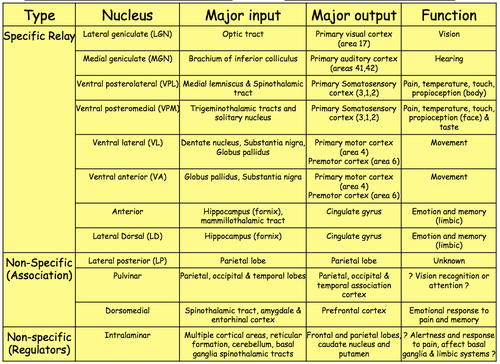 Type Nucleus Major input Major output Function
Specific Relay Lateral geniculate (LGN) Optic tract Primary visual cortex Vision
(area 17)
Medial geniculate (MGN) Brachium of inferior colliculus Primary auditory cortex Hearing
(areas 41,42)
Ventral posterolateral (VPL) Medial lemniscus & Spinothalamic Primary Somatosensory Pain, temperature, touch,
tract cortex (3,1,2) propioception (body)
Ventral posteromedial (VPM) Trigeminothalamic tracts and Primary Somatosensory Pain, temperature, touch,
solitary nucleus cortex (3,1,2) propioception (face) &
taste
Ventral lateral (VL) Dentate nucleus, Substantia nigra, Primary motor cortex Movement
Globus pallidus (area 4)
Premotor cortex (area 6)
Ventral anterior (VA) Globus pallidus, Substantia nigra Primary motor cortex Movement
(area 4)
Premotor cortex (area 6)
Anterior Hippocampus (fornix), Cingulate gyrus Emotion and memory
mammillothalamic tract (limbic)
Lateral Dorsal (LD) Hippocampus (fornix) Cingulate gyrus Emotion and memory
(limbic)
Non-Specific Lateral posterior (LP) Parietal lobe Parietal lobe Unknown
(Association) Pulvinar Parietal, occipital & temporal lobes Parietal, occipital & ? Vision recognition or
temporal association attention ?
cortex
Dorsomedial Spinothalamic tract, amygdale & Prefrontal cortex Emotional response to
entorhinal cortex pain and memory
Non-specific Intralaminar Multiple cortical areas, reticular Frontal and parietal lobes, ? Alertness and response
(Regulators) formation, cerebellum, basal caudate nucleus and to pain, affect basal
ganglia spinothalamic tracts putamen ganglia & limbic systems ?